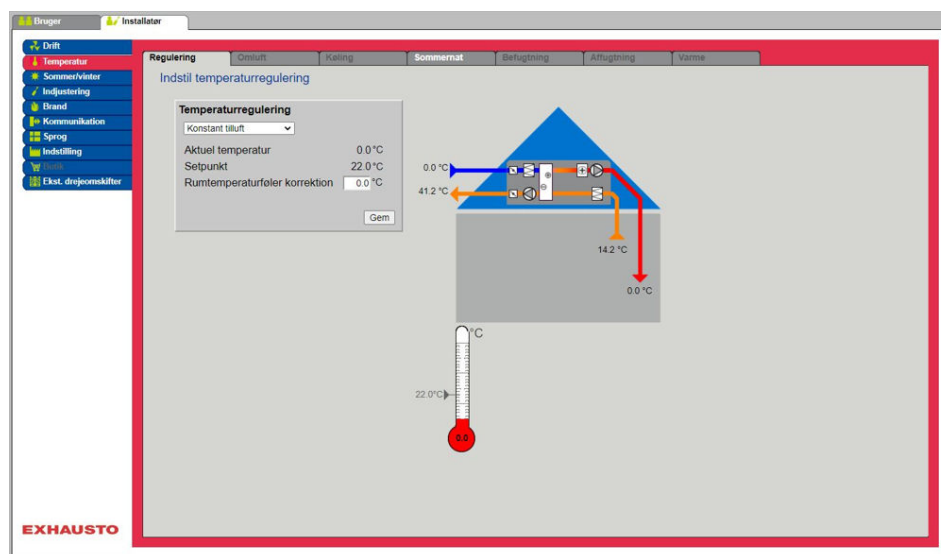 Bruger
Installatør
Drift
Temperatur
Sommer/vinter
Indjustering
Brand
Kommunikation
Sprog
Indstilling
Butik
Ekst. drejeomskifter
EXHAUSTO
Regulering
Omluft
Køling
Sommernat
Befugtning
Affugtning
Varme
Indstil temperaturregulering
Temperaturregulering
Konstant tilluft
Aktuel temperatur 0.0°C
Setpunkt 22.0°C
Rumtemperaturføler korrektion 0.0 °C
Gem
0.0 °C
41.2 °C
14.2 °C
0.0 °C
°C
22.0°C
0.0